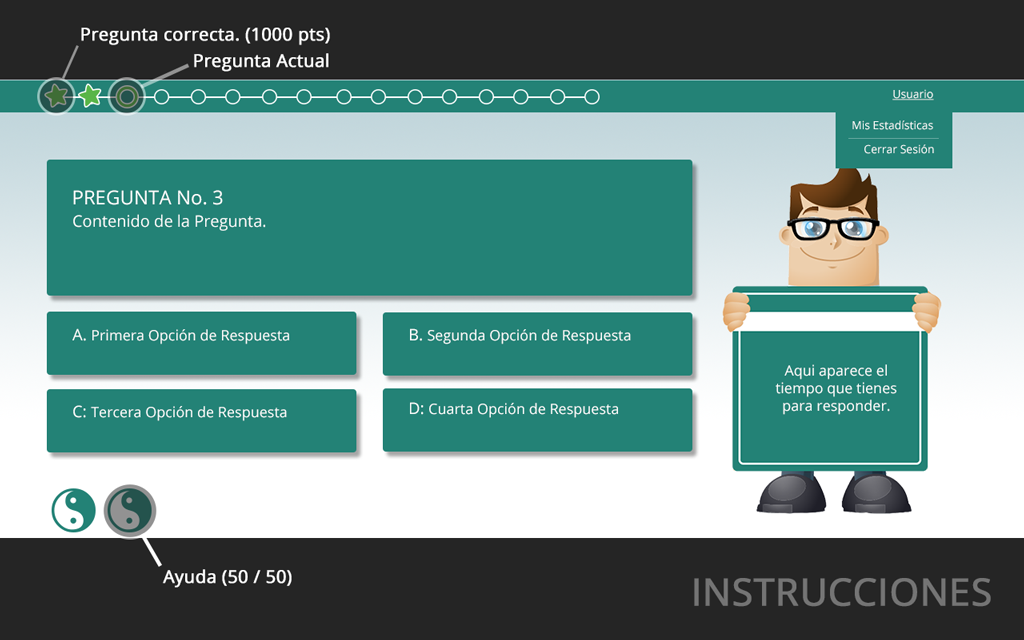 Pregunta correcta. (1000 pts)
Pregunta Actual
Usuario
Mis Estadísticas
Cerrar Sesión
PREGUNTA No. 3
Contenido de la Pregunta.
A. Primera Opción de Respuesta
B. Segunda Opción de Respuesta
C: Tercera Opción de Respuesta
D: Cuarta Opción de Respuesta
Aqui aparece el
tiempo que tienes
para responder.
Ayuda (50 / 50)
INSTRUCCIONES